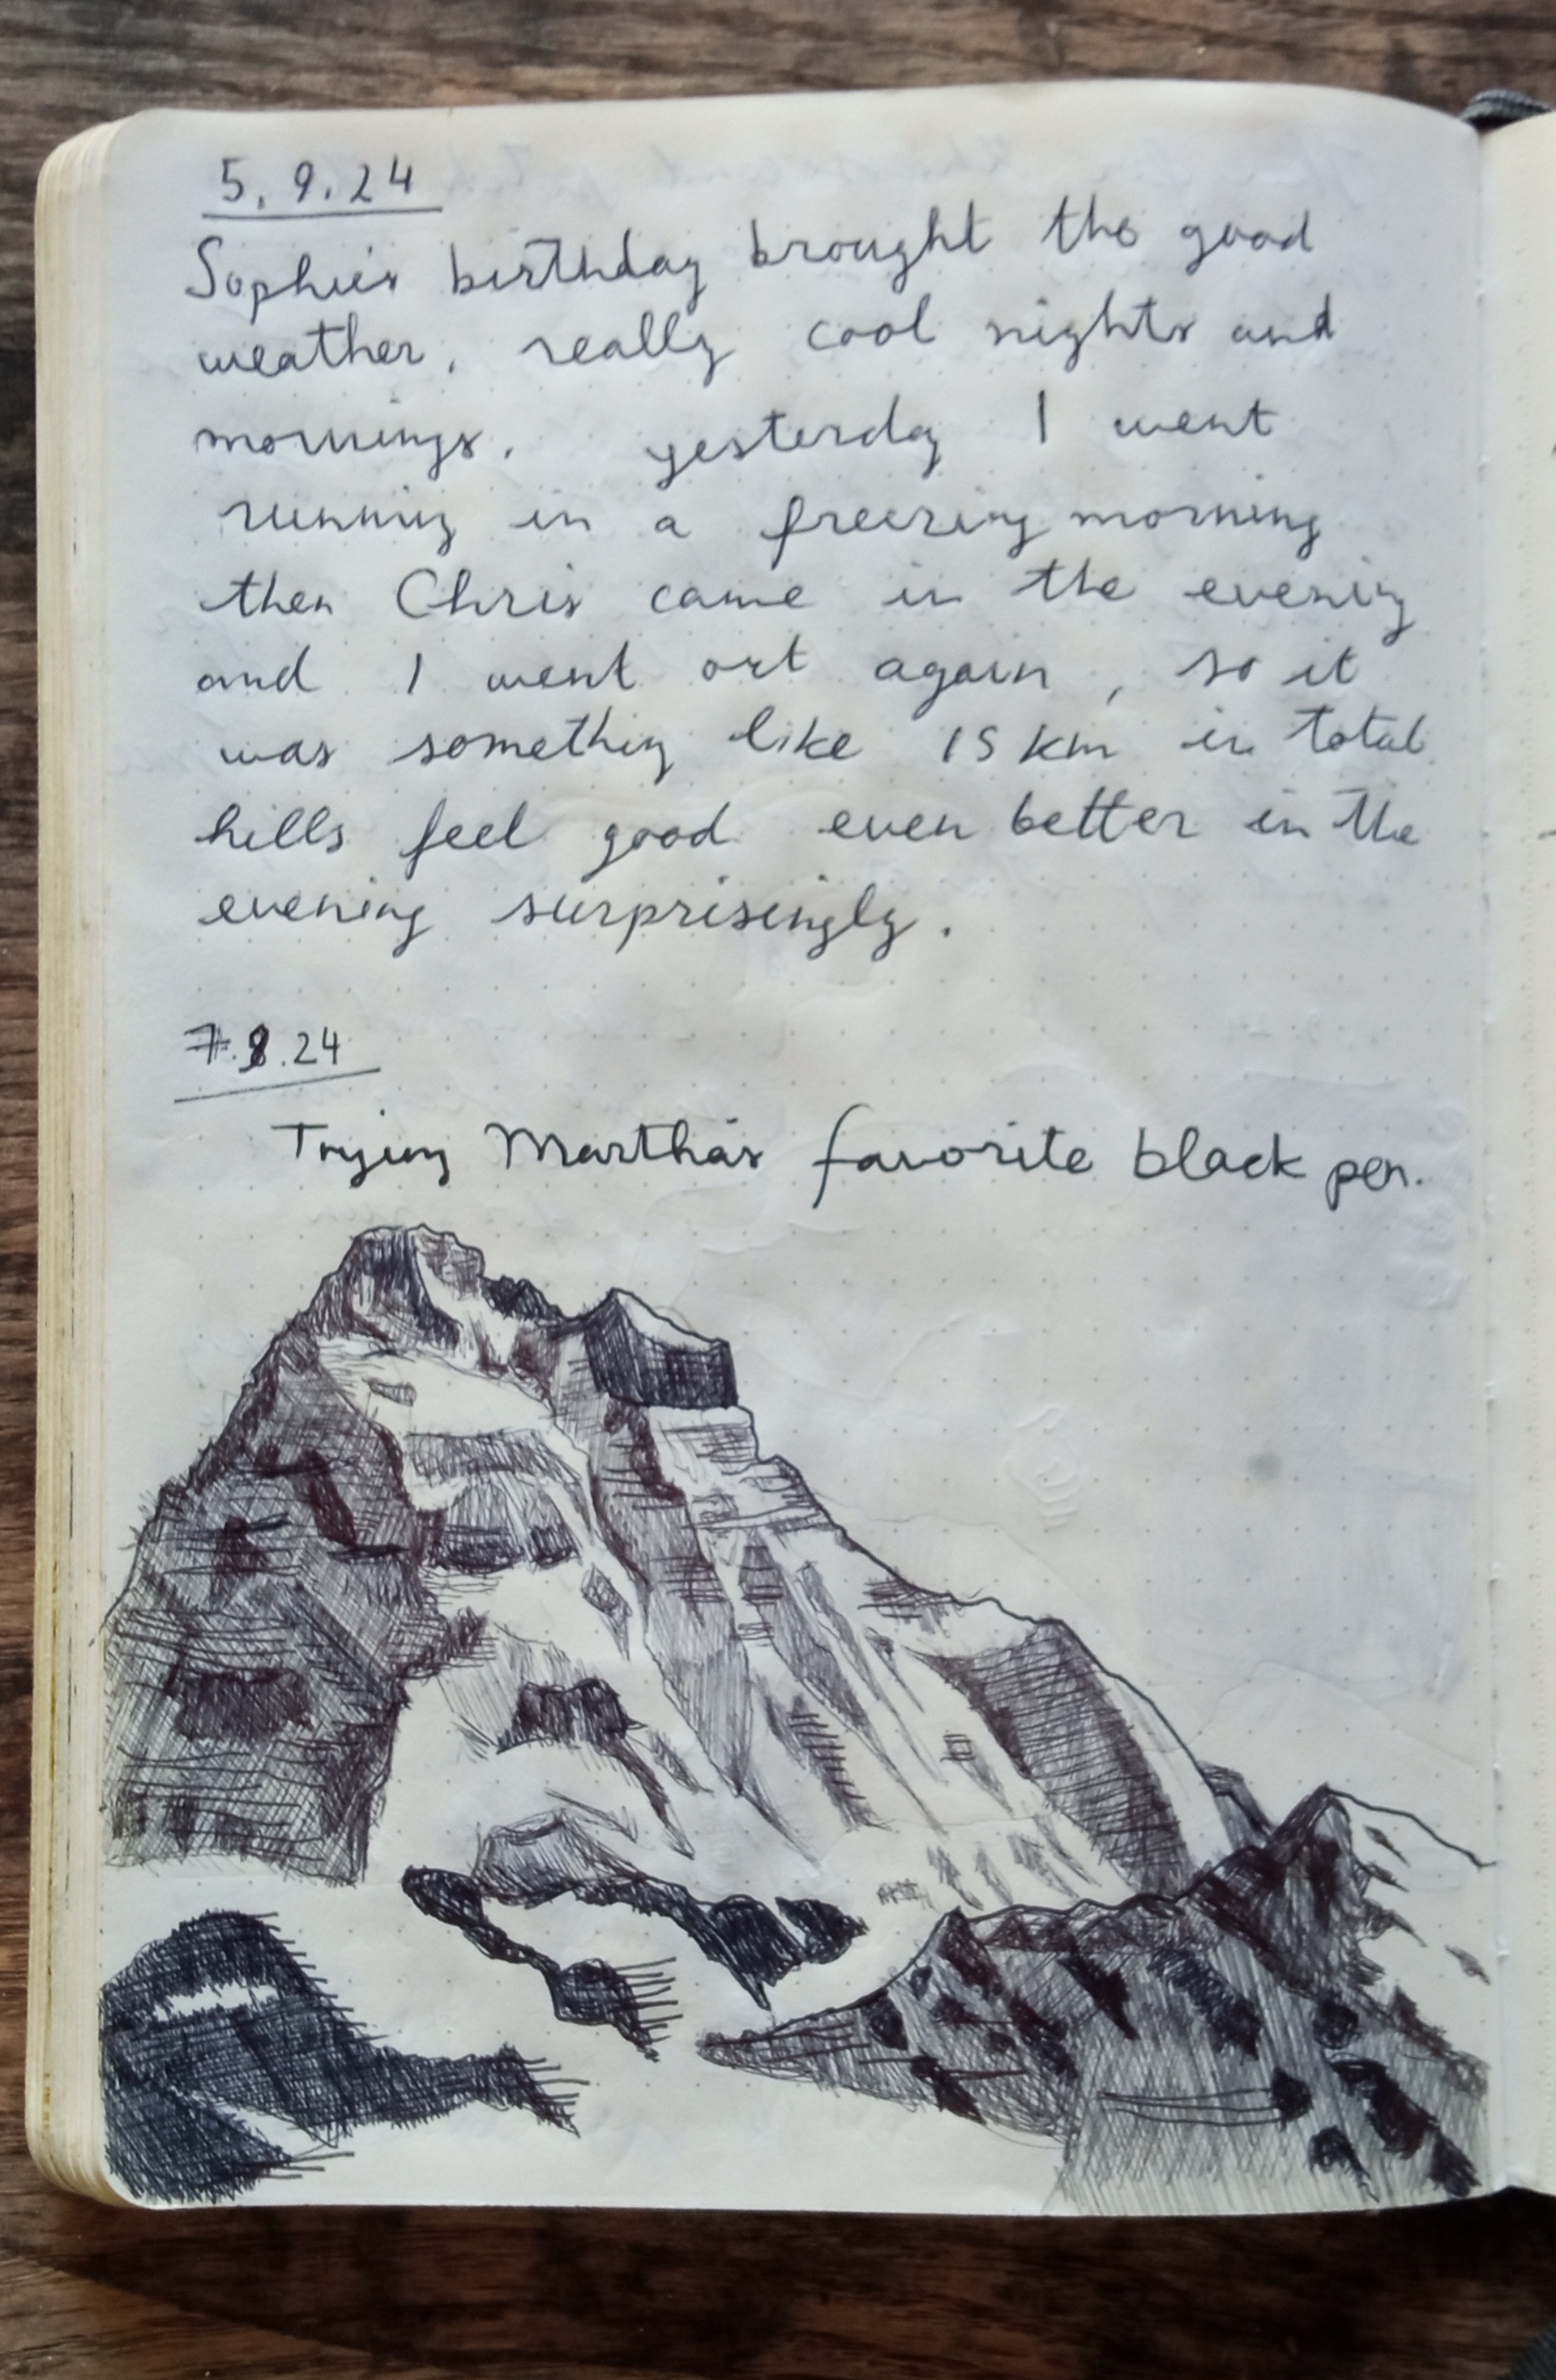 5.9.24
Sophie's birthday brought the good
weather, really cool nights and
mornings. yesterday I went
running in a freezing morning
then Chris came in the evening
and I went out again, so it
was something like 15 km in total
hills feel good even better in the
evening surprisingly.
7.9.24
Trying Martha's favorite black pen.